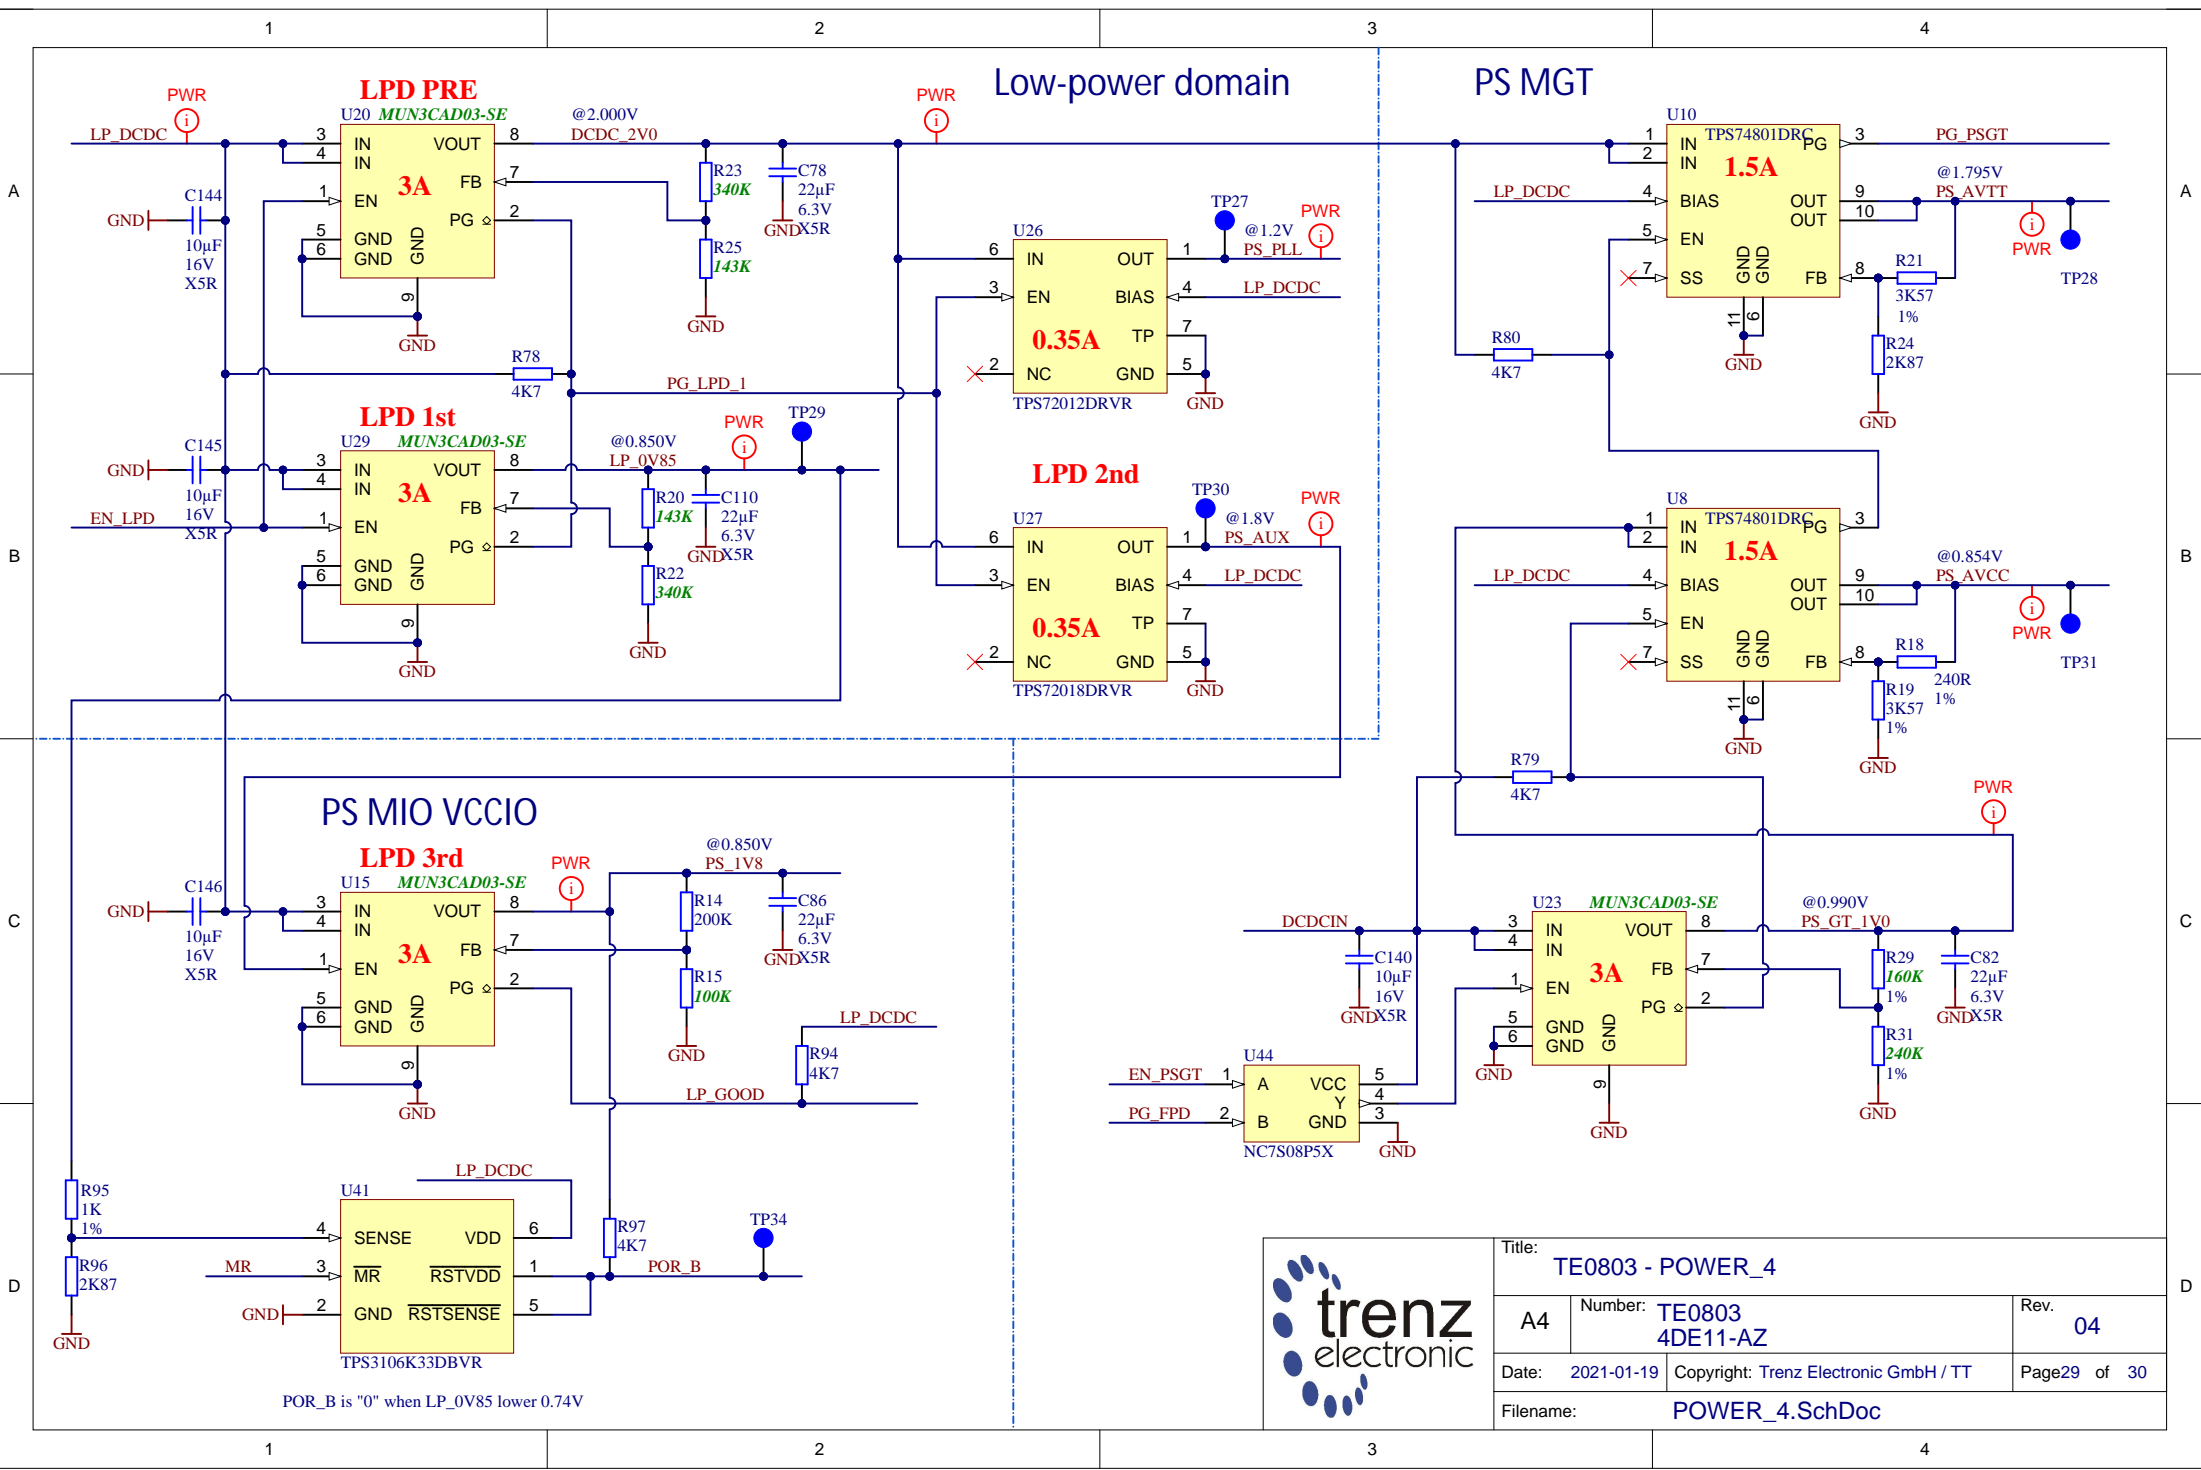 1 2 3 4
Low-power domain
PS MGT
LPD PRE
U20 MUN3CAD03-SE
PWR
LP_DCDC
3 IN VOUT 8
4 IN
FB 7
3A
1 EN
PG 2
5 GND
6 GND
GND
9
GND
@2.000V
DCDC_2V0
PWR
C144
GND
10µF
16V
X5R
R23
340K
C78
22µF
6.3V
GND X5R
R25
143K
GND
R78
4K7
PG_LPD_1
U26
6 IN OUT 1
3 EN BIAS 4
TP 7
0.35A
2 NC GND 5
TPS72012DRVR
GND
TP27
@1.2V
PS_PLL
PWR
LP_DCDC
U10
TPS74801DRC
1 IN PG 3
2 IN
1.5A
4 BIAS OUT 9
OUT 10
5 EN
7 SS GND GND FB 8
11 6
GND
PG_PSGT
@1.795V
PS_AVTT
PWR
TP28
LP_DCDC
R21
3K57
1%
R24
2K87
GND
R80
4K7
A A
LPD 1st
U29 MUN3CAD03-SE
3 IN VOUT 8
4 IN
FB 7
3A
1 EN
PG 2
5 GND
6 GND
GND
9
GND
C145
GND
10µF
16V
X5R
EN_LPD
@0.850V
LP_0V85
PWR
TP29
R20
143K
C110
22µF
6.3V
GND X5R
R22
340K
GND
LPD 2nd
U27
6 IN OUT 1
3 EN BIAS 4
TP 7
0.35A
2 NC GND 5
TPS72018DRVR
GND
TP30
@1.8V
PS_AUX
PWR
LP_DCDC
U8
TPS74801DRC
1 IN PG 3
2 IN
1.5A
4 BIAS OUT 9
OUT 10
5 EN
7 SS GND GND FB 8
11 6
GND
LP_DCDC
@0.854V
PS_AVCC
PWR
TP31
R18
240R
1%
R19
3K57
1%
GND
B B
PS MIO VCCIO
LPD 3rd
U15 MUN3CAD03-SE
3 IN VOUT 8
4 IN
FB 7
3A
1 EN
PG 2
5 GND
6 GND
GND
9
GND
C146
GND
10µF
16V
X5R
PWR
@0.850V
PS_1V8
R14
200K
C86
22µF
6.3V
GND X5R
R15
100K
GND
LP_DCDC
R94
4K7
LP_GOOD
R79
4K7
PWR
U23 MUN3CAD03-SE
3 IN VOUT 8
4 IN
FB 7
3A
1 EN
PG 2
5 GND
6 GND
GND
GND
9
GND
DCDCIN
C140
10µF
16V
GND X5R
@0.990V
PS_GT_1V0
R29
160K
1%
C82
22µF
6.3V
GND X5R
R31
240K
1%
GND
U44
EN_PSGT 1 A VCC 5
Y 4
PG_FPD 2 B GND 3
NC7S08P5X
GND
C C
R95
1K
1%
R96
2K87
GND
LP_DCDC
U41
4 SENSE VDD 6
MR 3 MR RSTVDD 1
GND 2 GND RSTSENSE 5
TPS3106K33DBVR
R97
4K7
POR_B
TP34
POR_B is "0" when LP_0V85 lower 0.74V
D D
trenz
electronic
Title:
TE0803 - POWER_4
A4
Number: TE0803
4DE11-AZ
Rev.
04
Date: 2021-01-19 Copyright: Trenz Electronic GmbH / TT Page29 of 30
Filename: POWER_4.SchDoc
1 2 3 4